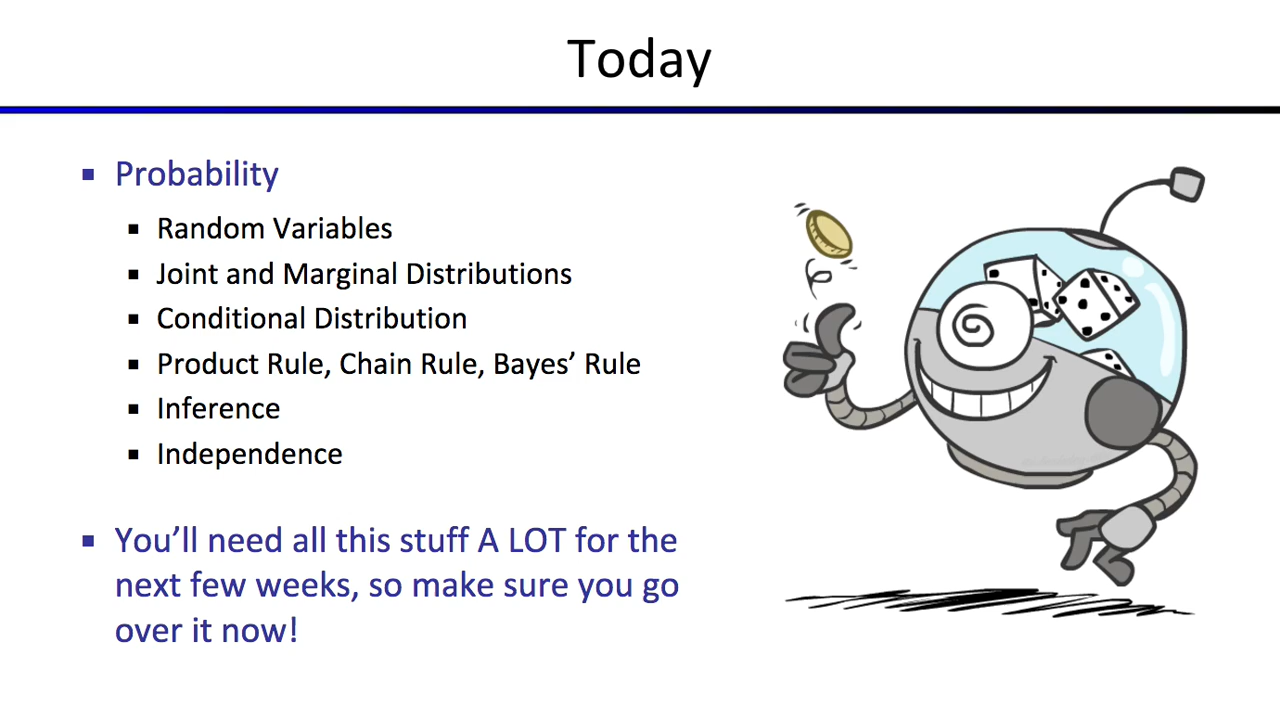 Today
Probability
Random Variables
Joint and Marginal Distributions
Conditional Distribution
Product Rule, Chain Rule, Bayes’ Rule
Inference
Independence
You’ll need all this stuff A LOT for the
next few weeks, so make sure you go
over it now!